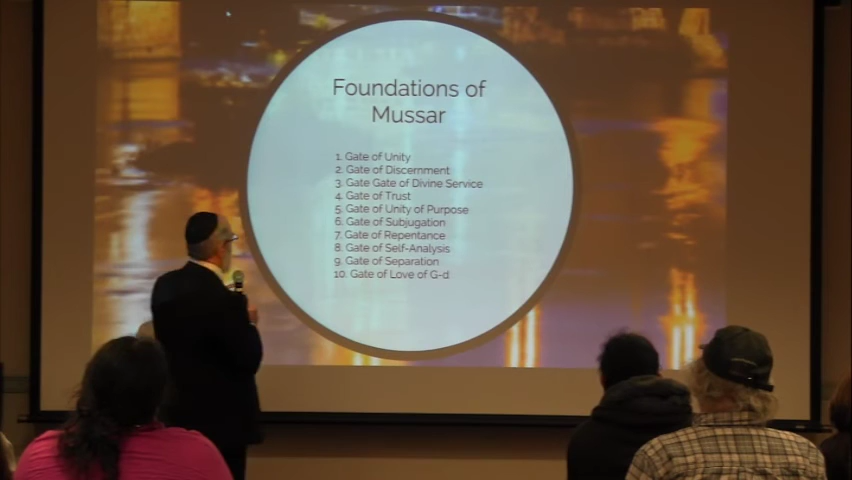 Foundations of
Mussar
1. Gate of Unity
2. Gate of Discernment
3. Gate Gate of Divine Service
4. Gate of Trust
5. Gate of Unity of Purpose
6. Gate of Subjugation
7. Gate of Repentance
8. Gate of Self-Analysis
9. Gate of Separation
10. Gate of Love of G-d